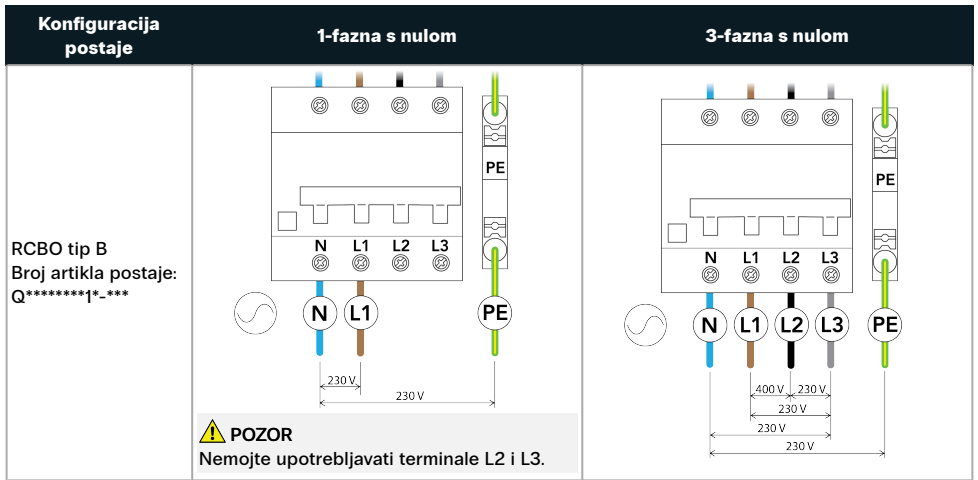 Konfiguracija
postaje
1-fazna s nulom
3-fazna s nulom
RCBO tip B
Broj artikla postaje:
Q********1*-***
PE
N L1 L2 L3
N L1 PE
230 V
230 V
POZOR
Nemojte upotrebljavati terminale L2 i L3.
PE
N L1 L2 L3
N L1 L2 L3 PE
400 V 230 V
230 V
230 V
230 V